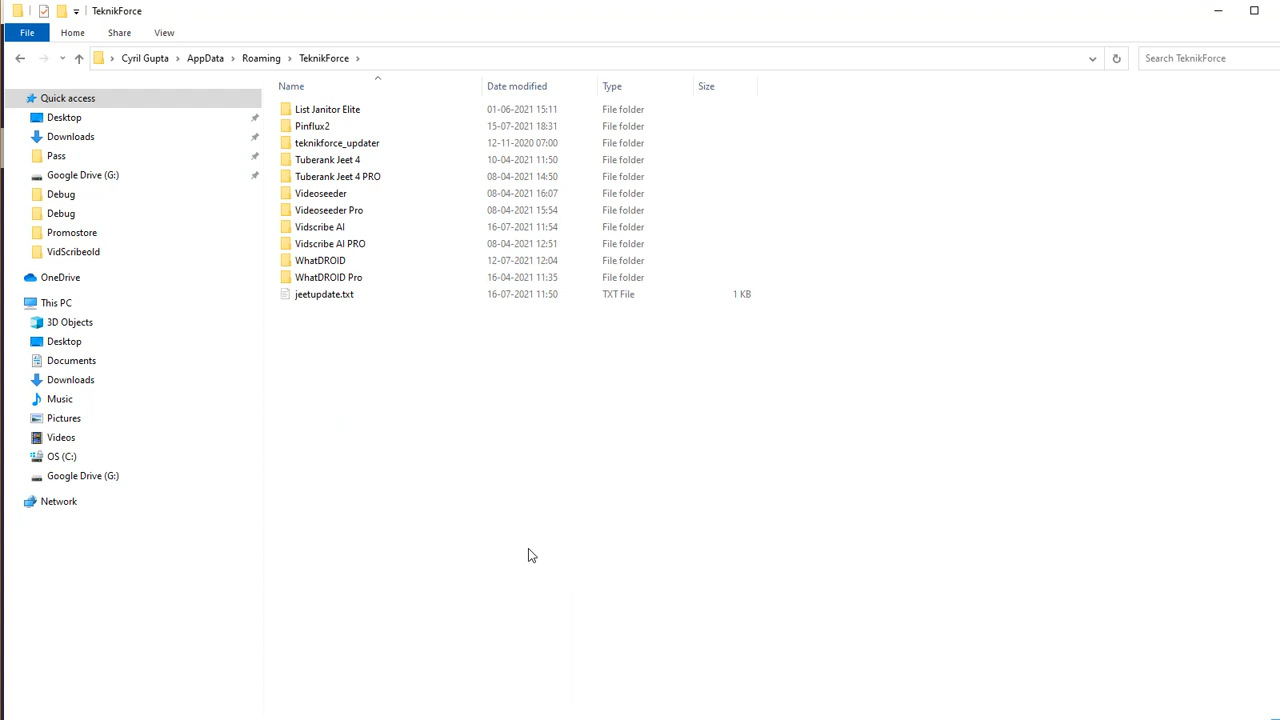 TeknikForce
File Home Share View
Cyril Gupta AppData Roaming TeknikForce Search TeknikForce
Name Date modified Type Size
Quick access
Desktop
Downloads
Pass
Google Drive (G:)
Debug
Debug
Promostore
VidScribeold
OneDrive
This PC
3D Objects
Desktop
Documents
Downloads
Music
Pictures
Videos
OS (C:)
Google Drive (G:)
Network
List Janitor Elite 01-06-2021 15:11 File folder
Pinflux2 15-07-2021 18:31 File folder
teknikforce_updater 12-11-2020 07:00 File folder
Tuberank Jeet 4 10-04-2021 11:50 File folder
Tuberank Jeet 4 PRO 08-04-2021 14:50 File folder
Videoseeder 08-04-2021 16:07 File folder
Videoseeder Pro 08-04-2021 15:54 File folder
Vidscribe AI 16-07-2021 11:54 File folder
Vidscribe AI PRO 08-04-2021 12:51 File folder
WhatDROID 12-07-2021 12:04 File folder
WhatDROID Pro 16-04-2021 11:35 File folder
jeetupdate.txt 16-07-2021 11:50 TXT File 1 KB